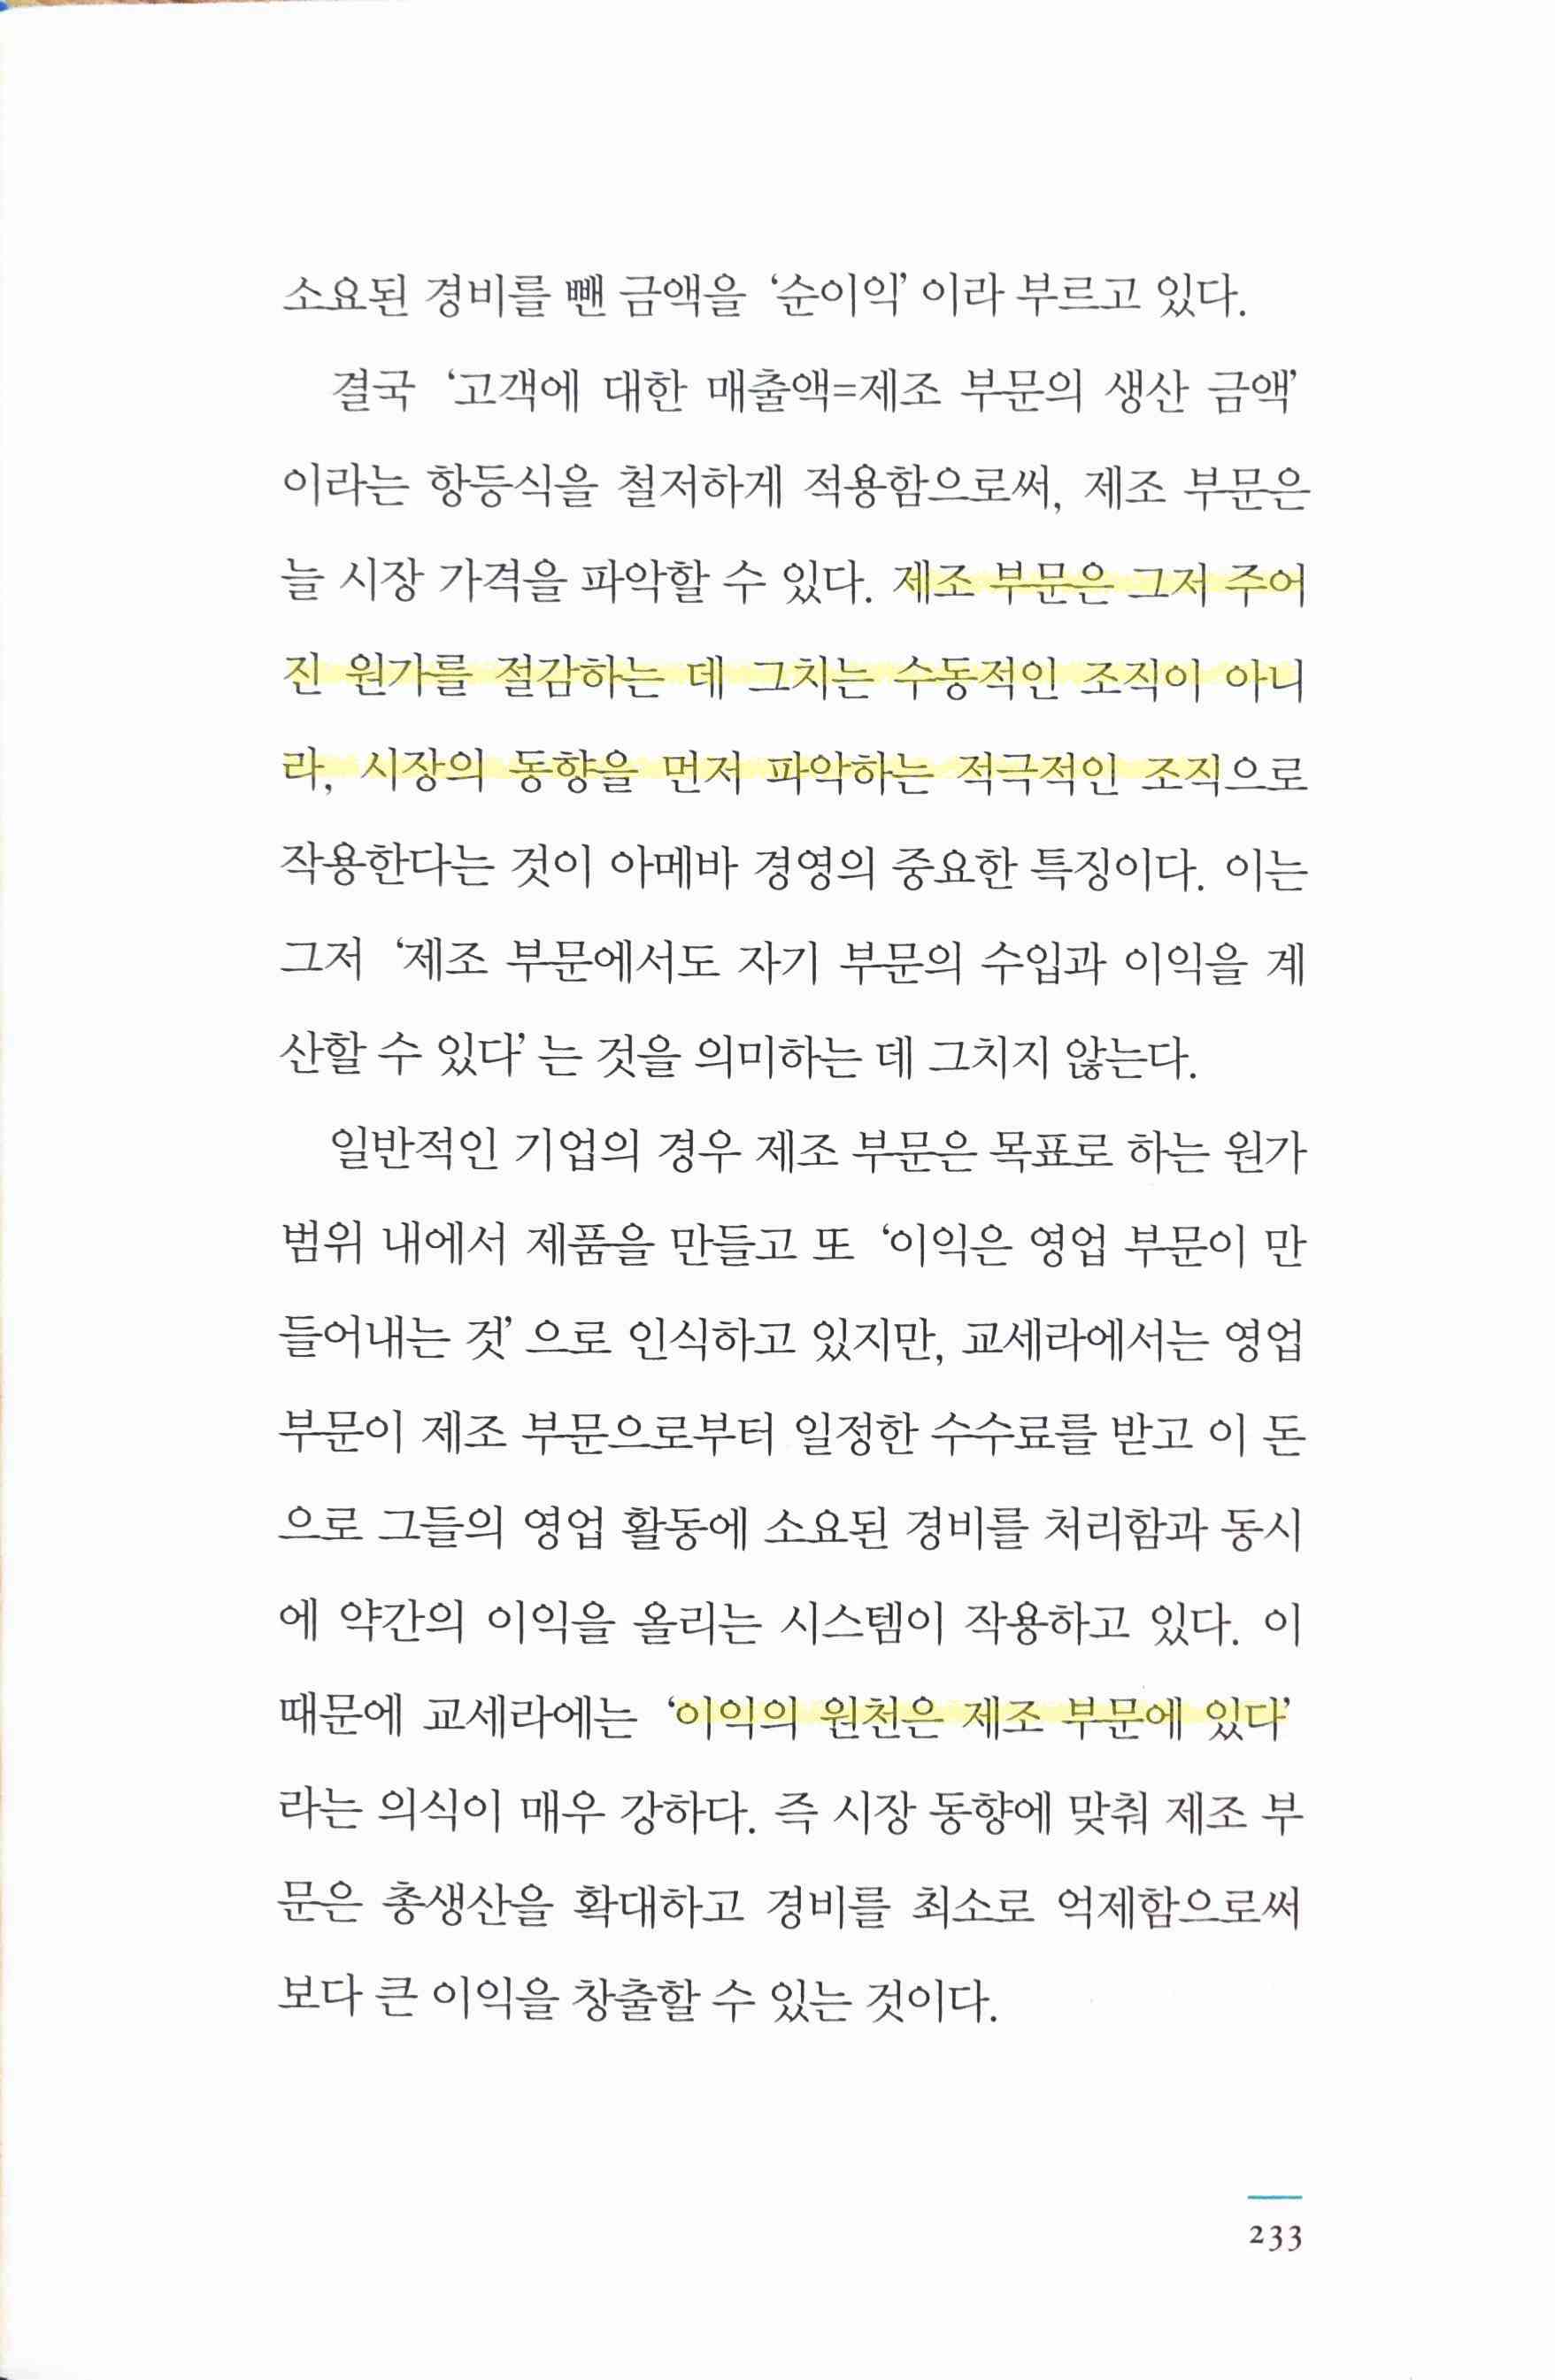 소요된 경비를 뺀 금액을 ‘순이익’ 이라 부르고 있다.
결국 ‘고객에 대한 매출액=제조 부문의 생산 금액’
이라는 항등식을 철저하게 적용함으로써, 제조 부문은
늘 시장 가격을 파악할 수 있다. 제조 부문은 그저 주어
진 원가를 절감하는 데 그치는 수동적인 조직이 아니
라, 시장의 동향을 먼저 파악하는 적극적인 조직으로
작용한다는 것이 아메바 경영의 중요한 특징이다. 이는
그저 ‘제조 부문에서도 자기 부문의 수입과 이익을 계
산할 수 있다’ 는 것을 의미하는 데 그치지 않는다.
일반적인 기업의 경우 제조 부문은 목표로 하는 원가
범위 내에서 제품을 만들고 또 ‘이익은 영업 부문이 만
들어내는 것’ 으로 인식하고 있지만, 교세라에서는 영업
부문이 제조 부문으로부터 일정한 수수료를 받고 이 돈
으로 그들의 영업 활동에 소요된 경비를 처리함과 동시
에 약간의 이익을 올리는 시스템이 작용하고 있다. 이
때문에 교세라에는 ‘이익의 원천은 제조 부문에 있다’
라는 의식이 매우 강하다. 즉 시장 동향에 맞춰 제조 부
문은 총생산을 확대하고 경비를 최소로 억제함으로써
보다 큰 이익을 창출할 수 있는 것이다.
233